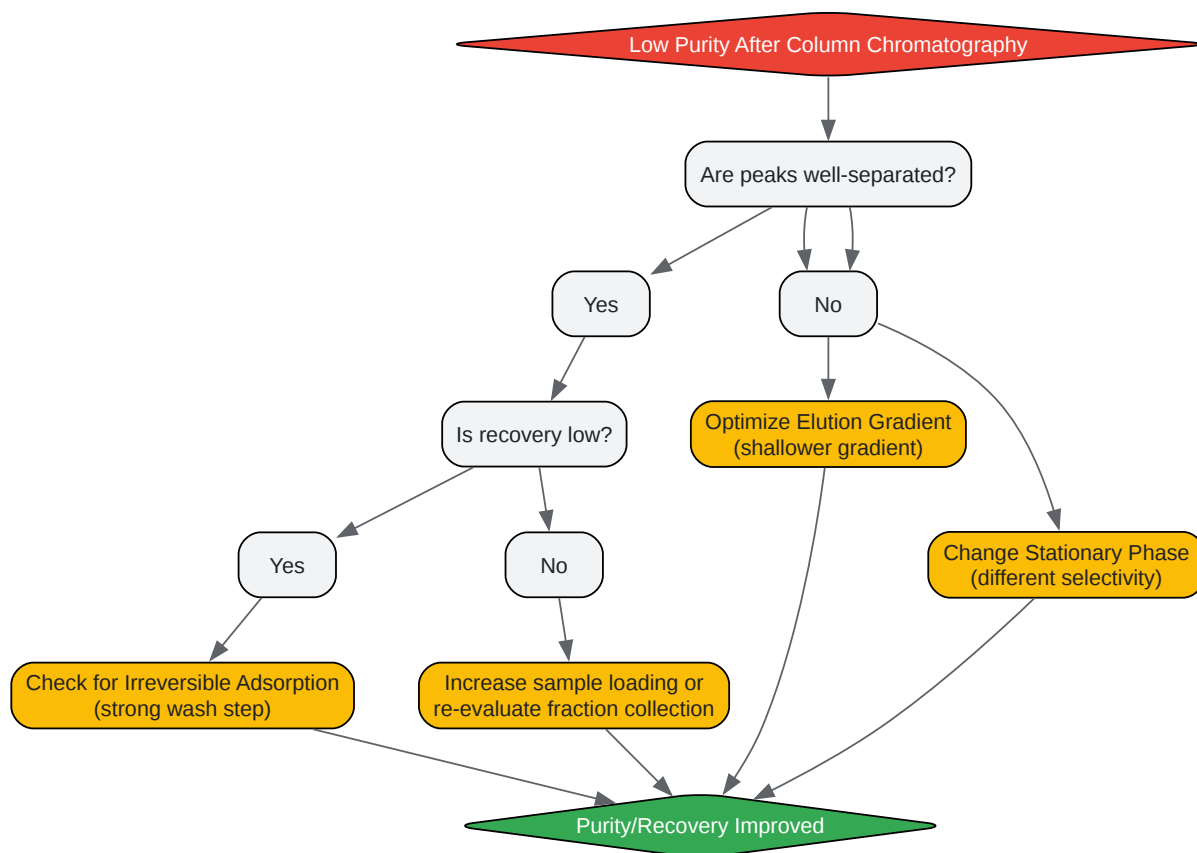 Low Purity After Column Chromatography
Are peaks well-separated?
Yes
No
Is recovery low?
Optimize Elution Gradient
(shallower gradient)
Yes
No
Change Stationary Phase
(different selectivity)
Check for Irreversible Adsorption
(strong wash step)
Increase sample loading or
re-evaluate fraction collection
Purity/Recovery Improved